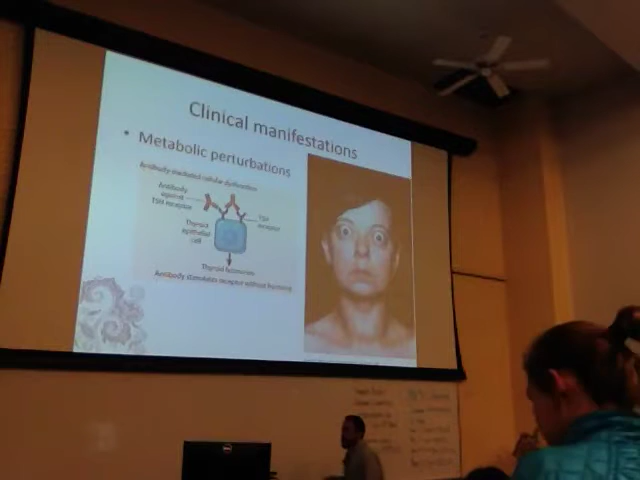 Clinical manifestations
• Metabolic perturbations
Antibody-mediated cellular dysfunction
Antibody
against
TSH receptor
TSH
receptor
Thyroid
epithelial
cell
Thyroid hormones
Antibody stimulates receptor without hormone
DELL